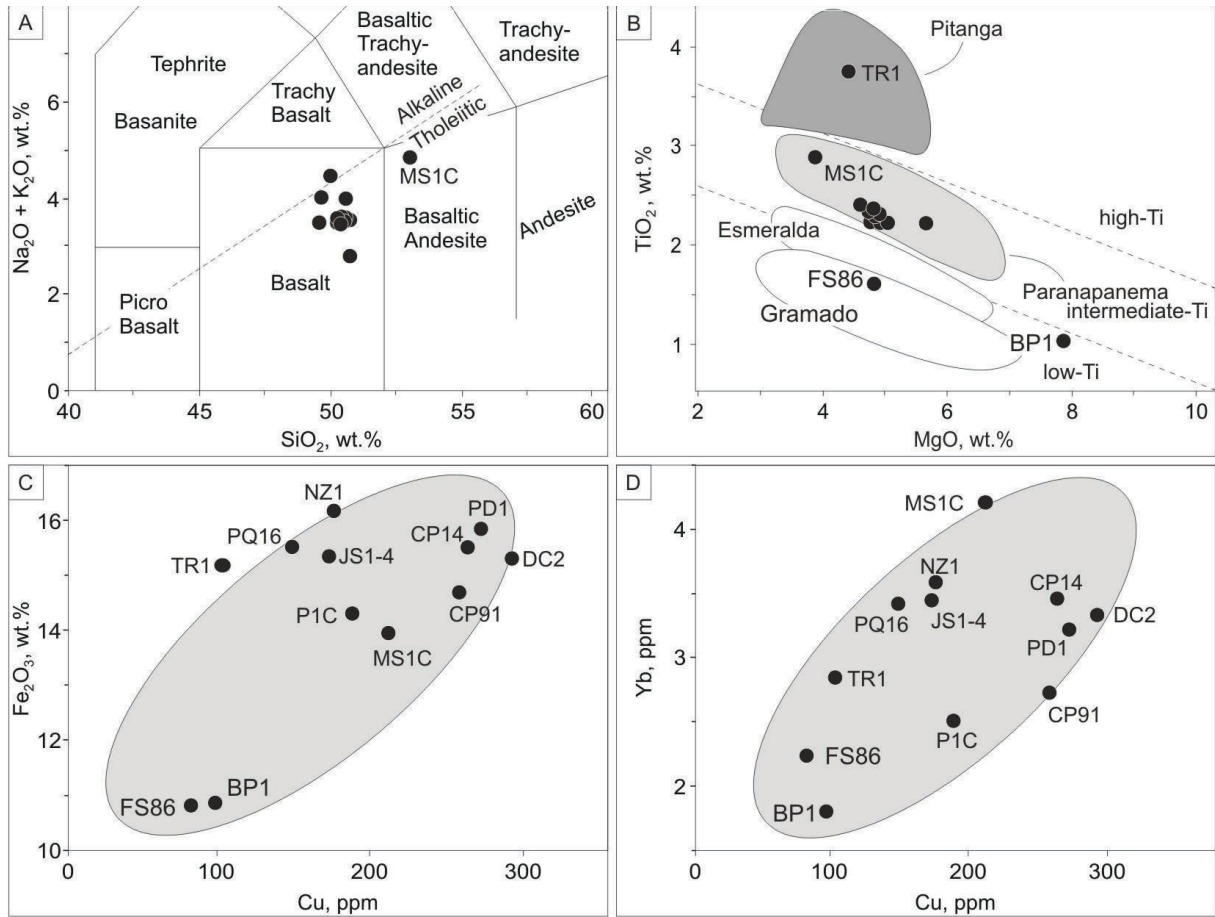 A
Basaltic
Trachy-
andesite
Trachy-
andesite
Tephrite
Trachy
Basalt
Basanite
Alkaline
Tholeiitic
MS1C
Basaltic
Andesite
Andesite
Basalt
Picro
Basalt
Na2O + K2O, wt.%
6
4
2
0
40
45
50
55
60
SiO2, wt.%
B
Pitanga
TR1
MS1C
high-Ti
Esmeralda
FS86
Gramado
Paranapanema
intermediate-Ti
BP1
low-Ti
TiO2, wt.%
4
3
2
1
2
4
6
8
10
MgO, wt.%
C
NZ1
PD1
PQ16
CP14
TR1
JS1-4
DC2
P1C
CP91
MS1C
FS86
BP1
Fe2O3, wt.%
16
14
12
10
0
100
200
300
Cu, ppm
D
MS1C
NZ1
CP14
PQ16
JS1-4
DC2
PD1
TR1
CP91
P1C
FS86
BP1
Yb, ppm
4
3
2
0
100
200
300
Cu, ppm